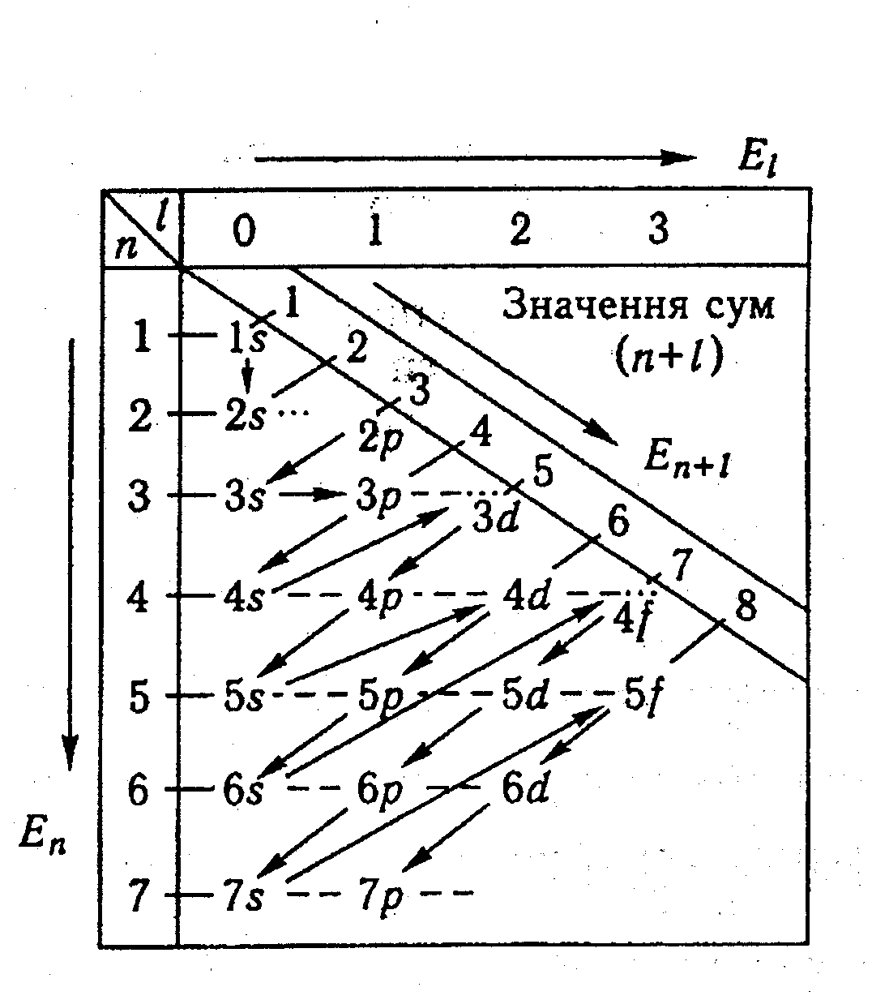 E_l
l
n 0 1 2 3
Значення сум
(n+l)
1
1 1s
2
2 2s ...
3
2p
4
E_{n+l}
3 3s 3p 5
3d
6
7
4 4s 4p 4d
4f
8
5 5s 5p 5d 5f
6 6s 6p 6d
E_n
7 7s 7p